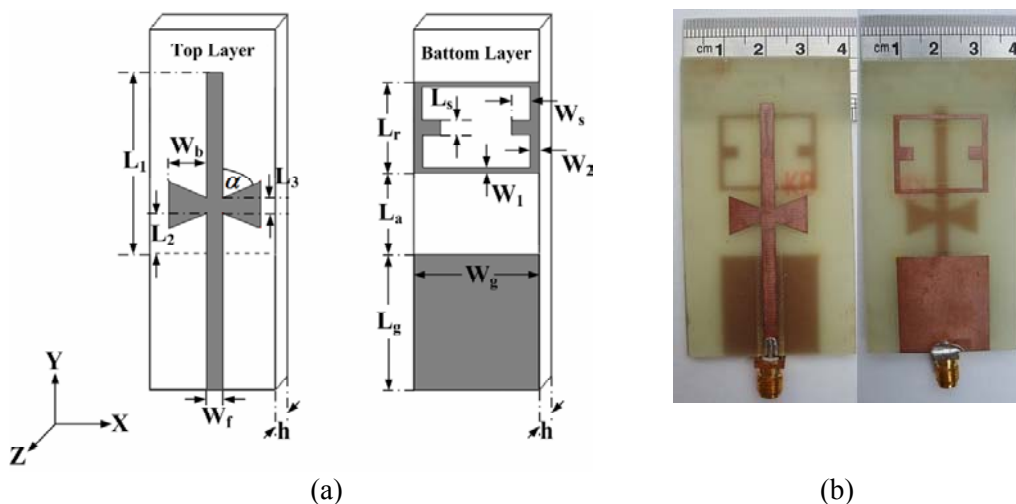 Top Layer
L1
Wb
α
L3
L2
Wf
h
Y
X
Z
Battom Layer
Ls
Ws
Lr
W2
W1
La
Wg
Lg
h
(a)
cm 1 2 3 4
cm 1 2 3 4
(b)